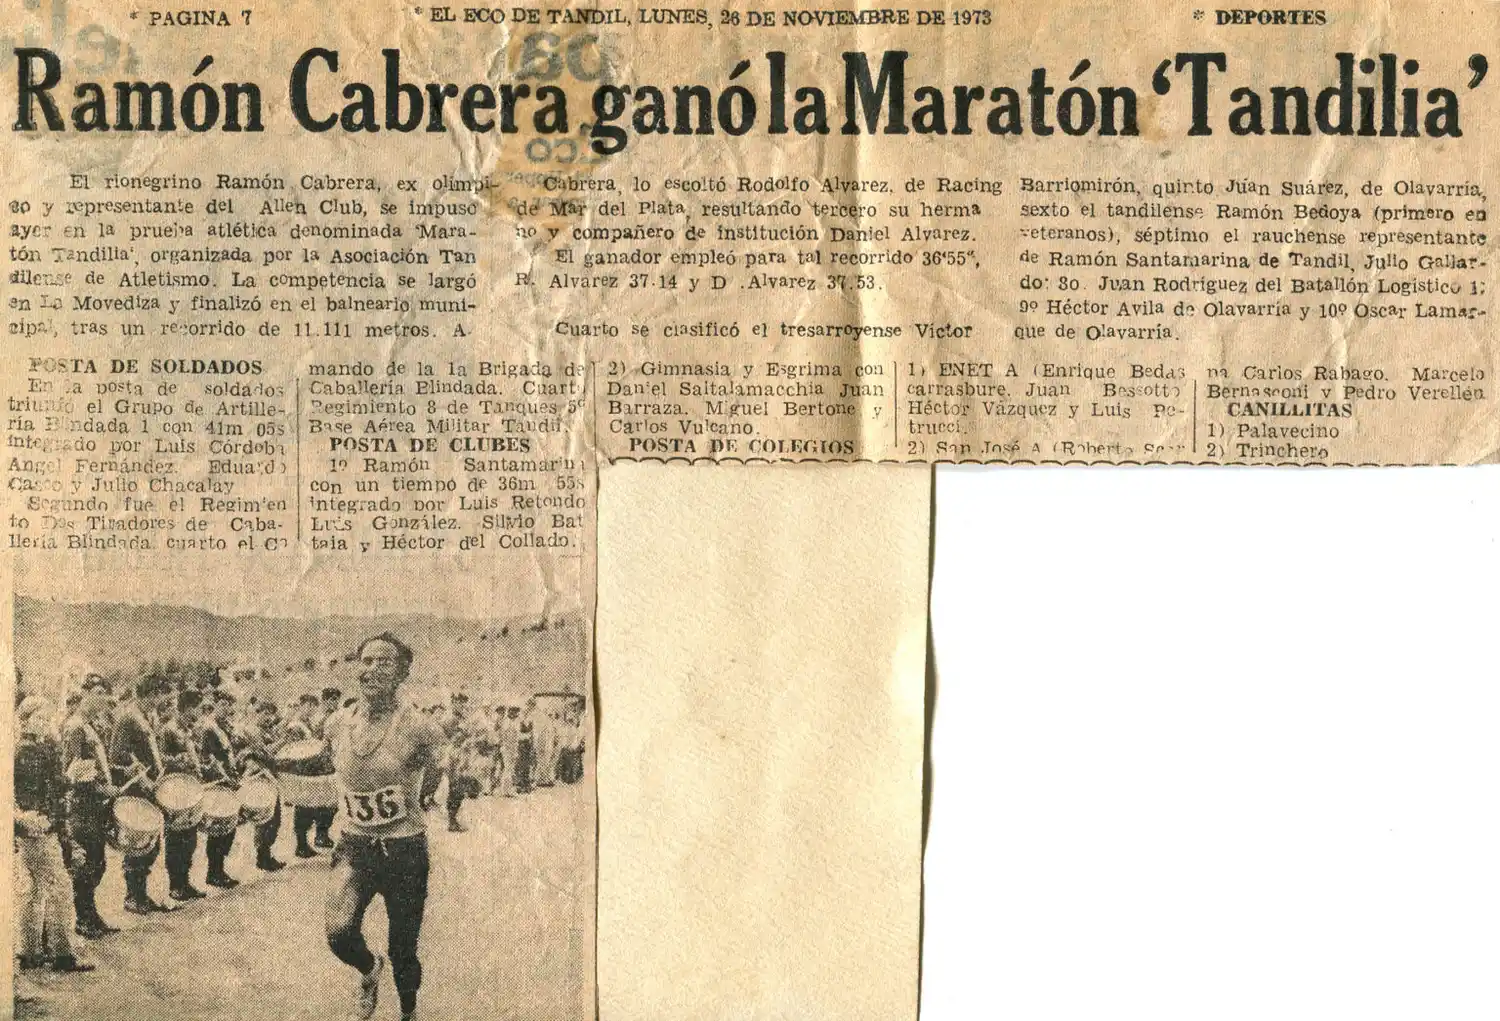 * PAGINA 7
* EL ECO DE TANDIL, LUNES, 26 DE NOVIEMBRE DE 1973
* DEPORTES
Ramón Cabrera ganó la Maratón 'Tandilia'
El rionegrino Ramón Cabrera, ex olimpi-
co y representante del Allen Club, se impuso
ayer en la prueba atlética denominada 'Mara-
tón Tandilia', organizada por la Asociación Tan
dilense de Atletismo. La competencia se largó
en La Movediza y finalizó en el balneario muni-
cipal, tras un recorrido de 11.111 metros. A.
Cabrera, lo escoltó Rodolfo Alvarez, de Racing
de Mar del Plata, resultando tercero su herma
no y compañero de institución Daniel Alvarez.
El ganador empleó para tal recorrido 36'55",
R. Alvarez 37.14 y D .Alvarez 37.53.
Cuarto se clasificó el tresarroyense Víctor
Barriomirón, quinto Juan Suárez, de Olavarría,
sexto el tandilense Ramón Bedoya (primero en
veteranos), séptimo el rauchense representante
de Ramón Santamarina de Tandil, Julio Gallar-
do: 8o. Juan Rodríguez del Batallón Logístico 1;
9º Héctor Avila de Olavarría y 10º Oscar Lamar-
que de Olavarría.
POSTA DE SOLDADOS
En la posta de soldados
triunfó el Grupo de Artille-
ría Blindada 1 con 41m 05s
integrado por Luis Córdoba
Angel Fernández. Eduardo
Casco y Julio Chacalay
Segundo fue el Regimien
to Dos Tiradores de Caba-
llería Blindada, cuarto el Co
mando de la 1a Brigada de
Caballería Blindada. Cuarto
Regimiento 8 de Tanques 5º
Base Aérea Militar Tandil.
POSTA DE CLUBES
1º Ramón Santamarina
con un tiempo de 36m 55s
integrado por Luis Retondo
Luis González. Silvio Bat
taia y Héctor del Collado.
2) Gimnasia y Esgrima con
Daniel Saltalamacchia Juan
Barraza. Miguel Bertone y
Carlos Vulcano.
POSTA DE COLEGIOS
1) ENET A (Enrique Bedas
carrasbure, Juan Bessotto
Héctor Vázquez y Luis Pe-
trucci.
2) San José A (Roberto
na Carlos Rabago. Marcelo
Bernasconi y Pedro Verellén
CANILLITAS
1) Palavecino
2) Trinchero
136